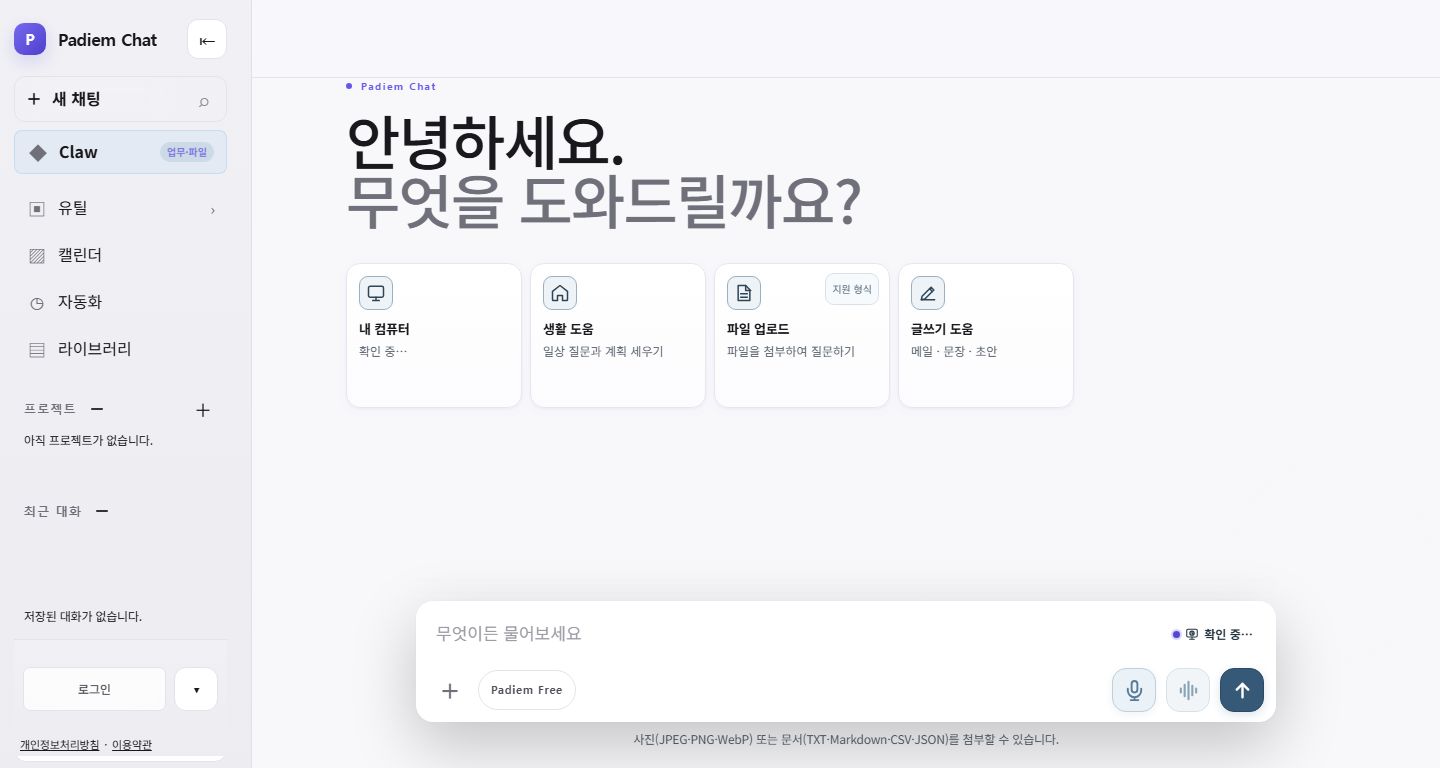 P Padiem Chat
+ 새 채팅
Claw 업무·파일
유틸
캘린더
자동화
라이브러리
프로젝트
아직 프로젝트가 없습니다.
최근 대화
저장된 대화가 없습니다.
로그인
개인정보처리방침 · 이용약관
Padiem Chat
안녕하세요.
무엇을 도와드릴까요?
내 컴퓨터
확인 중…
생활 도움
일상 질문과 계획 세우기
지원 형식
파일 업로드
파일을 첨부하여 질문하기
글쓰기 도움
메일 · 문장 · 초안
무엇이든 물어보세요
확인 중…
Padiem Free
사진(JPEG·PNG·WebP) 또는 문서(TXT·Markdown·CSV·JSON)를 첨부할 수 있습니다.